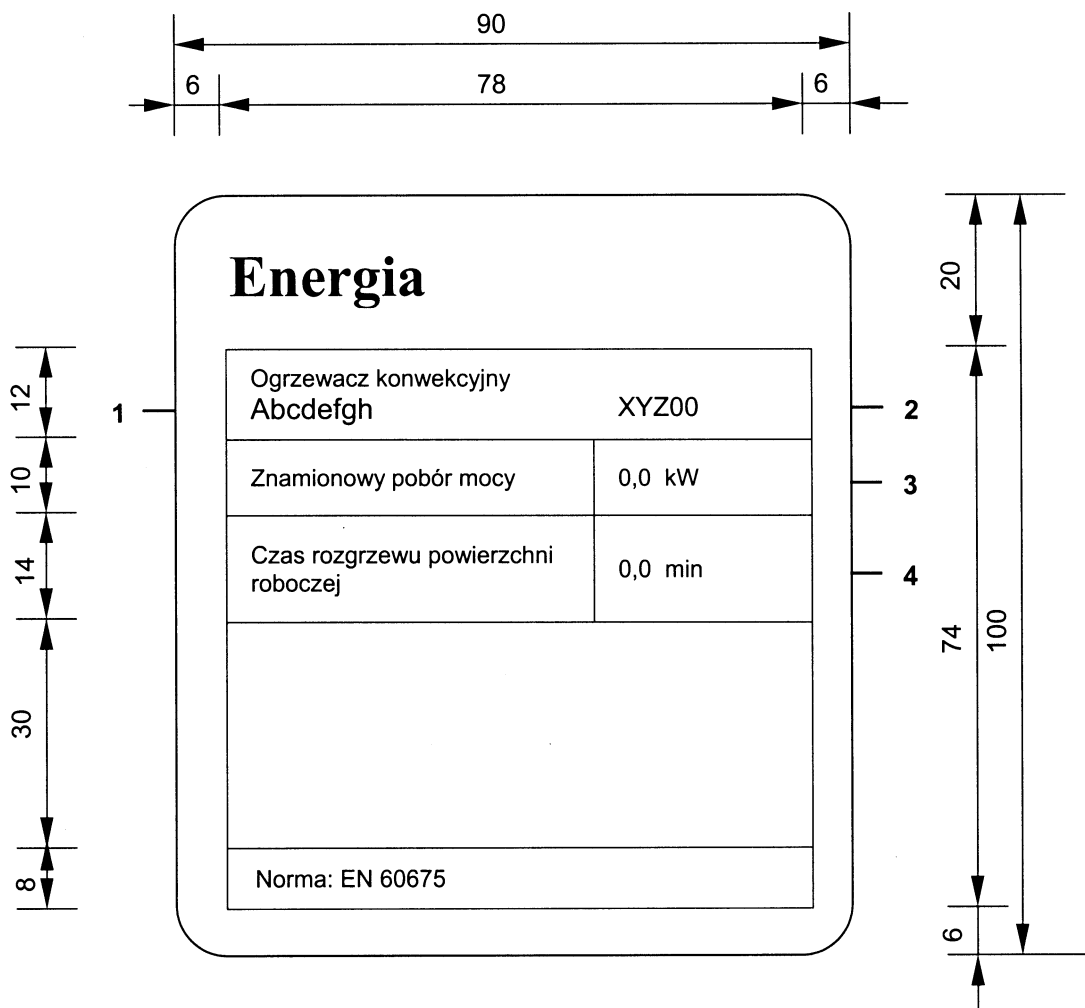 90
6 78 6
Energia
20
12
Ogrzewacz konwekcyjny
1 Abcdefgh XYZ00 2
10
Znamionowy pobór mocy 0,0 kW 3
14
Czas rozgrzewu powierzchni
roboczej 0,0 min 4
74
100
30
8
Norma: EN 60675
6